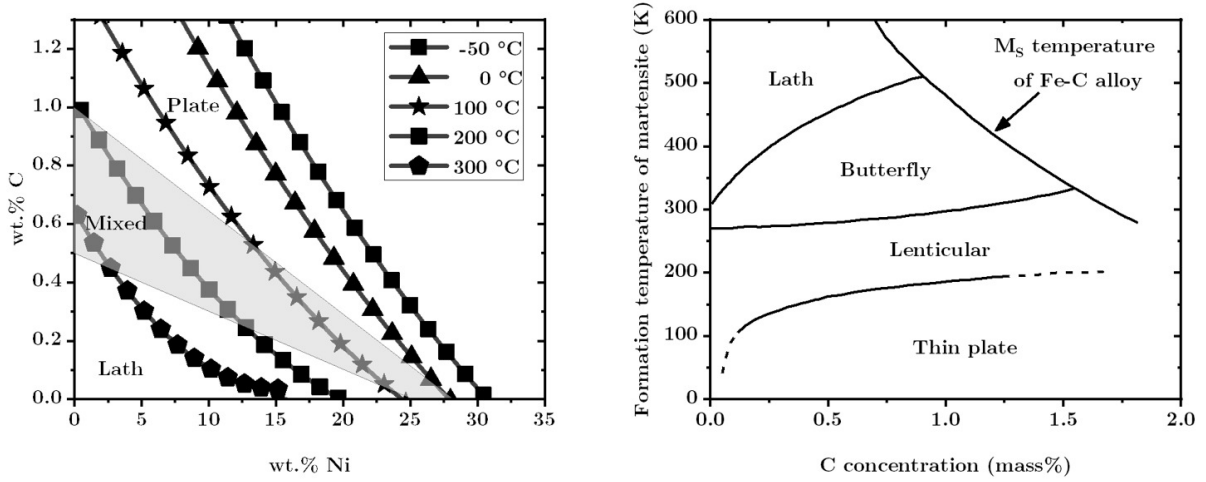 1.2
1.0
0.8
0.6
0.4
0.2
0.0
wt.% C
0
5
10
15
20
25
30
35
wt.% Ni
-50 °C
0 °C
100 °C
200 °C
300 °C
Plate
Mixed
Lath
600
500
400
300
200
100
0
Formation temperature of martensite (K)
0.0
0.5
1.0
1.5
2.0
C concentration (mass%)
M_S temperature
of Fe-C alloy
Lath
Butterfly
Lenticular
Thin plate